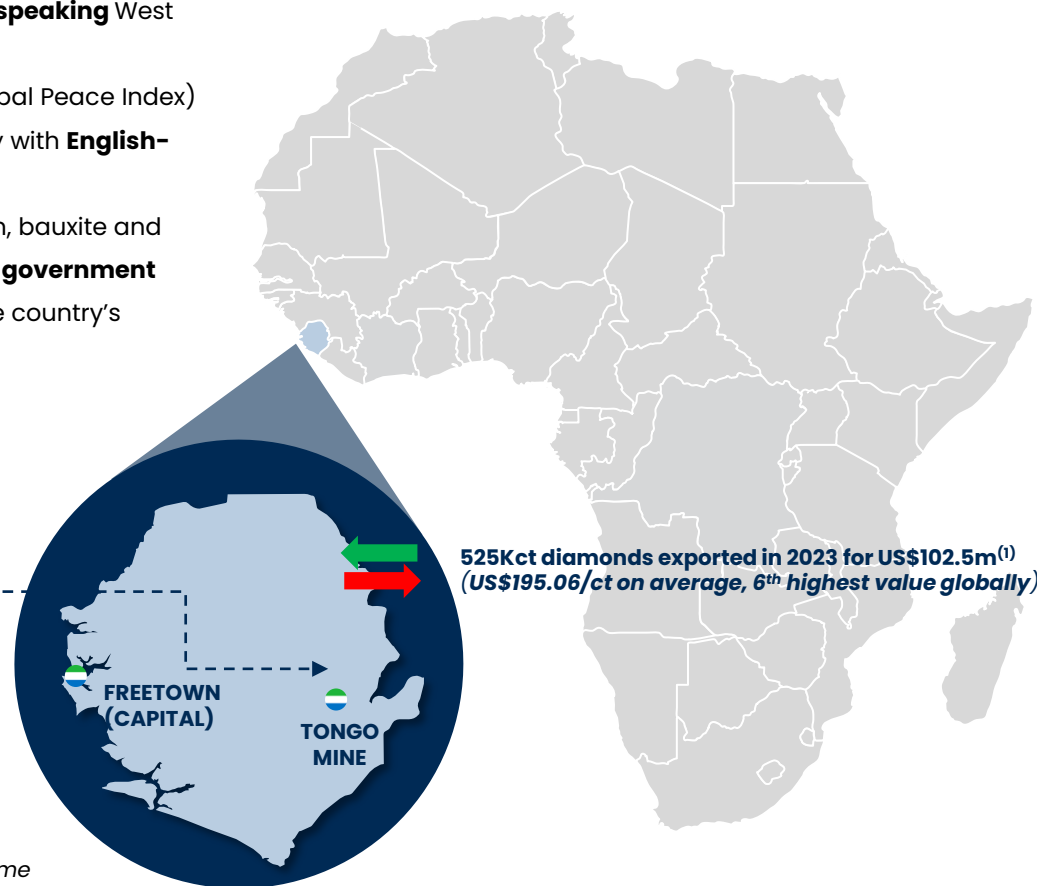 speaking West
bal Peace Index)
y with English-
n, bauxite and
government
e country's
525Kct diamonds exported in 2023 for US$102.5m(1)
(US$195.06/ct on average, 6th highest value globally)
FREETOWN
(CAPITAL)
TONGO
MINE
me